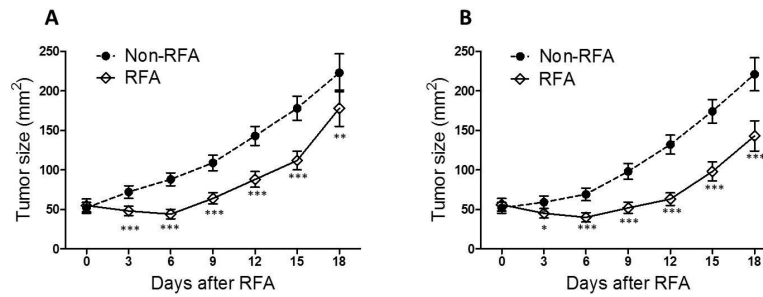 A
Tumor size (mm²)
250
200
150
100
50
0
Non-RFA
RFA
***
***
***
***
***
**
0 3 6 9 12 15 18
Days after RFA
B
Tumor size (mm²)
250
200
150
100
50
0
Non-RFA
RFA
*
***
***
***
***
***
0 3 6 9 12 15 18
Days after RFA